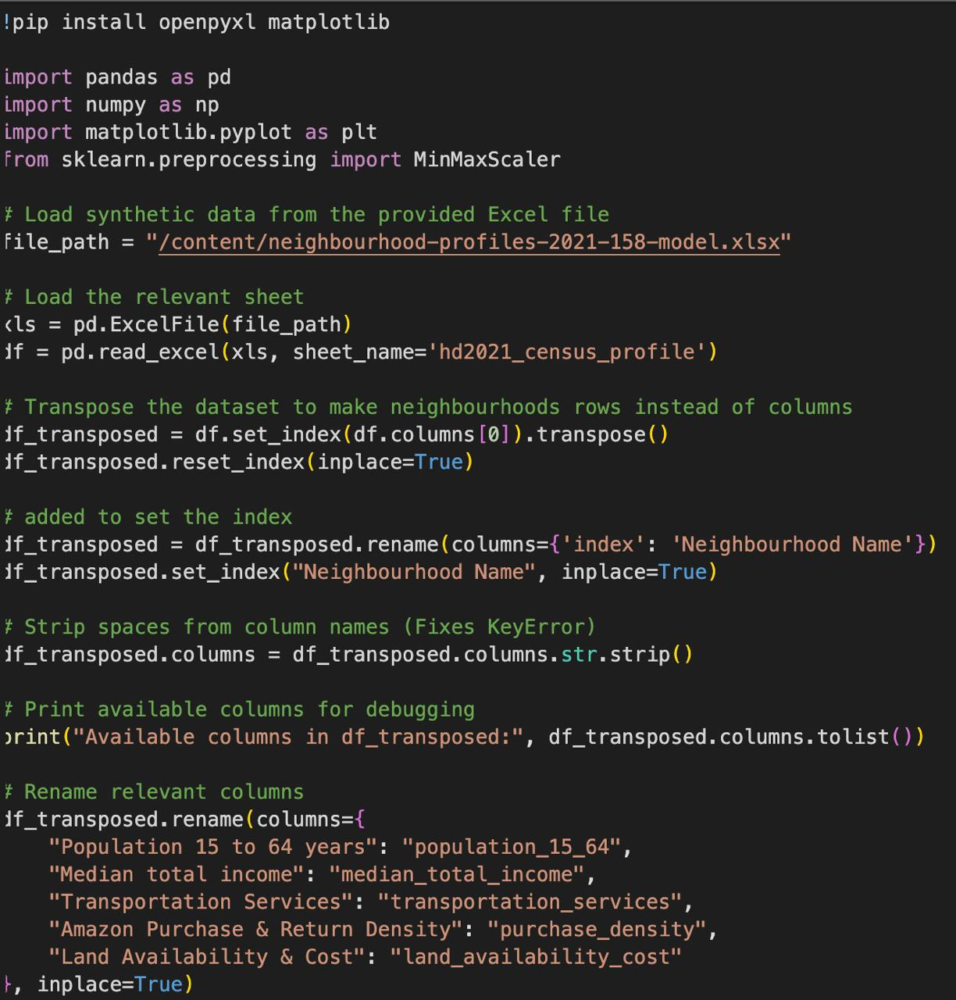 !pip install openpyxl matplotlib
import pandas as pd
import numpy as np
import matplotlib.pyplot as plt
from sklearn.preprocessing import MinMaxScaler
# Load synthetic data from the provided Excel file
file_path = "/content/neighbourhood-profiles-2021-158-model.xlsx"
# Load the relevant sheet
xls = pd.ExcelFile(file_path)
df = pd.read_excel(xls, sheet_name='hd2021_census_profile')
# Transpose the dataset to make neighbourhoods rows instead of columns
df_transposed = df.set_index(df.columns[0]).transpose()
df_transposed.reset_index(inplace=True)
# added to set the index
df_transposed = df_transposed.rename(columns={'index': 'Neighbourhood Name'})
df_transposed.set_index("Neighbourhood Name", inplace=True)
# Strip spaces from column names (Fixes KeyError)
df_transposed.columns = df_transposed.columns.str.strip()
# Print available columns for debugging
print("Available columns in df_transposed:", df_transposed.columns.tolist())
# Rename relevant columns
df_transposed.rename(columns={
    "Population 15 to 64 years": "population_15_64",
    "Median total income": "median_total_income",
    "Transportation Services": "transportation_services",
    "Amazon Purchase & Return Density": "purchase_density",
    "Land Availability & Cost": "land_availability_cost"
}, inplace=True)